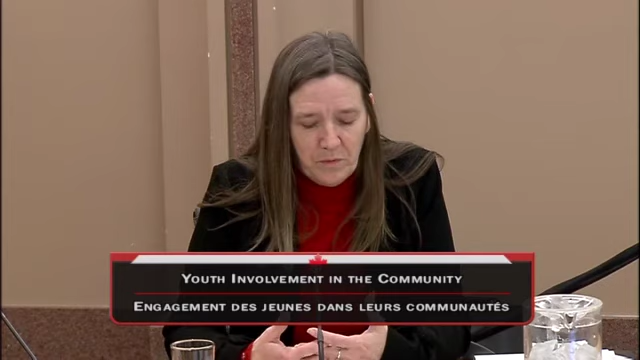 YOUTH INVOLVEMENT IN THE COMMUNITY
ENGAGEMENT DES JEUNES DANS LEURS COMMUNAUTÉS